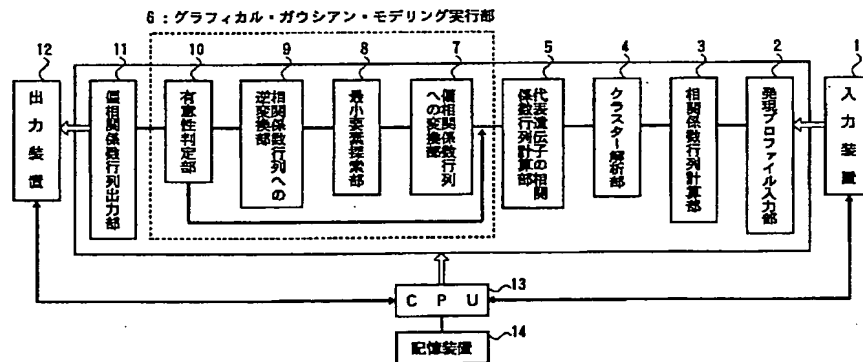 6:グラフィカル・ガウシアン・モデリング実行部
12
11
10
9
8
7
5
4
3
2
1
出力装置
偏相関係数行列出力部
有意性判定部
相関係数行列への
逆変換部
最小要素探索部
偏相関係数行列
への変換部
代表遺伝子の相関
係数行列計算部
クラスター解析部
相関係数行列計算部
発現プロファイル入力部
入力装置
13
CPU
14
記憶装置